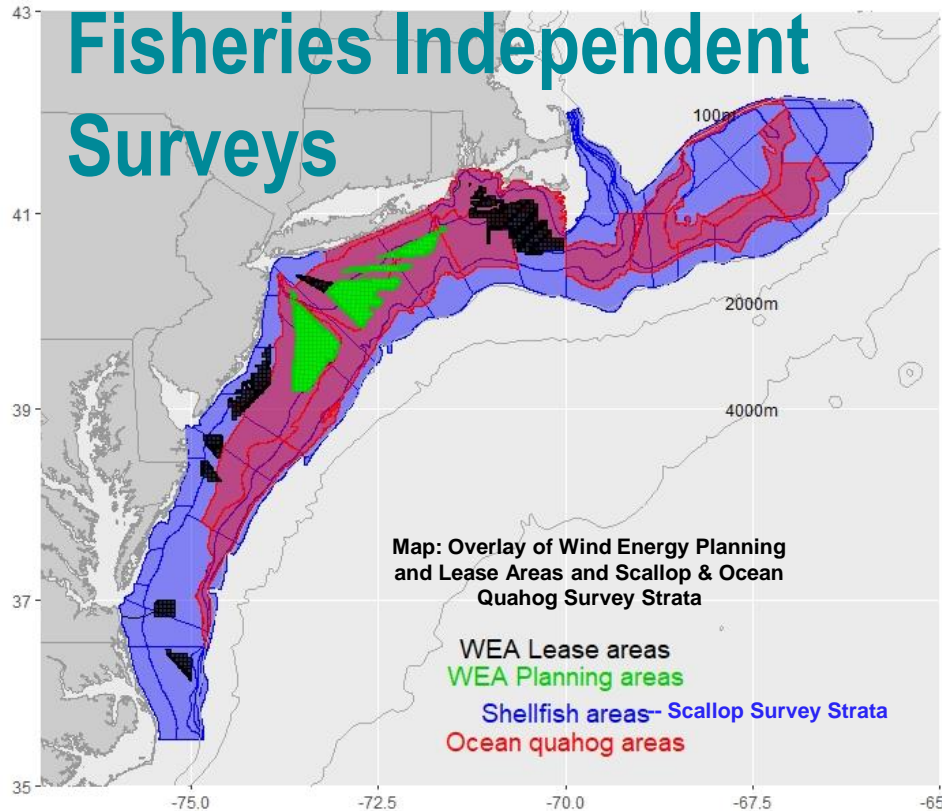 Fisheries Independent
Surveys
43
41
39
37
35
100m
2000m
4000m
Map: Overlay of Wind Energy Planning
and Lease Areas and Scallop & Ocean
Quahog Survey Strata
WEA Lease areas
WEA Planning areas
Shellfish areas-- Scallop Survey Strata
Ocean quahog areas
-75.0 -72.5 -70.0 -67.5 -65